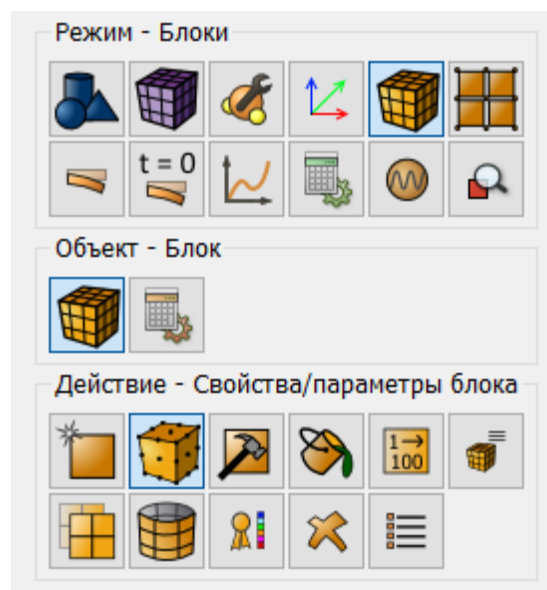 Режим - Блоки
t = 0
Объект - Блок
Действие - Свойства/параметры блока
1→
100